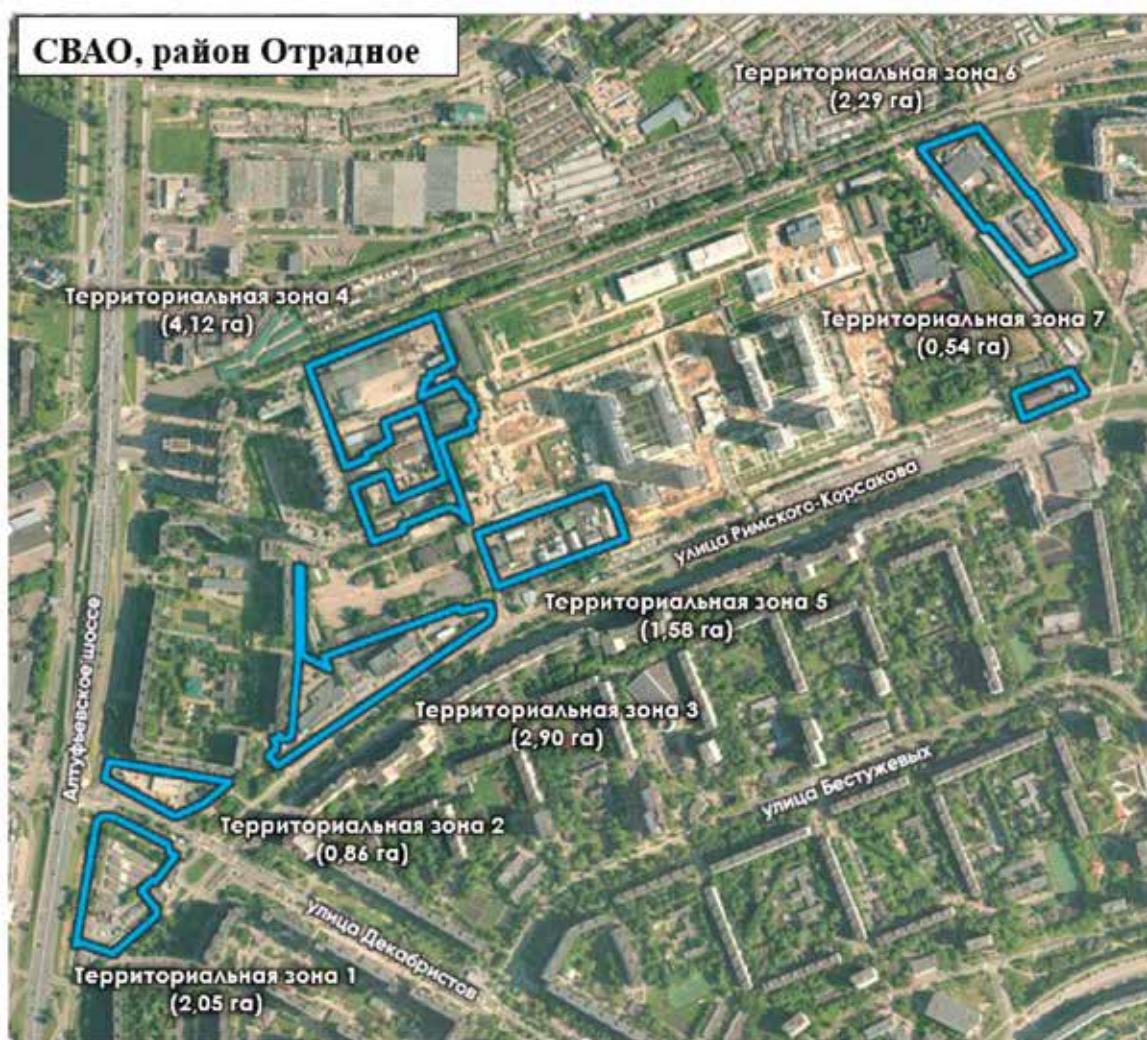 СВАО, район Отрадное
Территориальная зона 6
(2,29 га)
Территориальная зона 4
(4,12 га)
Территориальная зона 7
(0,54 га)
улица Римского-Корсакова
Территориальная зона 5
(1,58 га)
Алтуфьевское шоссе
Территориальная зона 3
(2,90 га)
улица Бестужевых
Территориальная зона 2
(0,86 га)
улица Декабристов
Территориальная зона 1
(2,05 га)